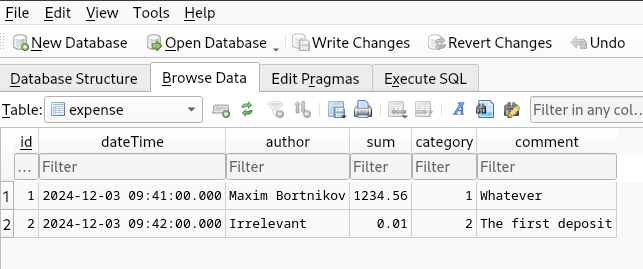 File Edit View Tools Help
New Database Open Database Write Changes Revert Changes Undo
Database Structure Browse Data Edit Pragmas Execute SQL
Table: expense Filter in any col...
id dateTime author sum category comment
... Filter Filter Filter Filter Filter
1 1 2024-12-03 09:41:00.000 Maxim Bortnikov 1234.56 1 Whatever
2 2 2024-12-03 09:42:00.000 Irrelevant 0.01 2 The first deposit